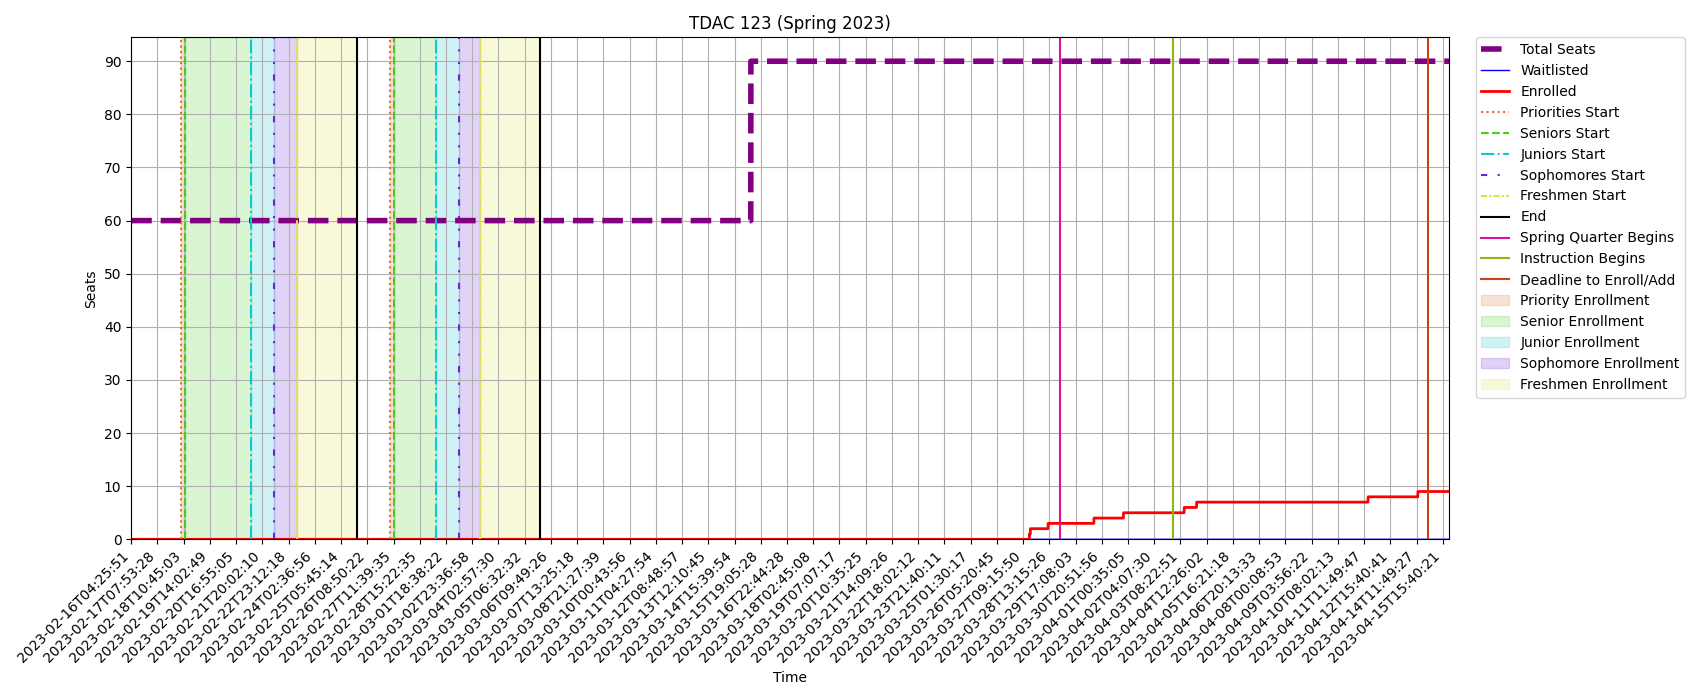 TDAC 123 (Spring 2023)
Seats
90
80
70
60
50
40
30
20
10
0
2023-02-16T04:25:51
2023-02-17T07:53:28
2023-02-18T10:45:03
2023-02-19T14:02:49
2023-02-20T16:55:05
2023-02-21T20:02:10
2023-02-22T23:12:18
2023-02-24T02:36:56
2023-02-25T05:45:14
2023-02-26T08:50:22
2023-02-27T11:39:35
2023-02-28T15:22:35
2023-03-01T18:38:22
2023-03-02T23:36:58
2023-03-04T02:57:30
2023-03-05T06:32:32
2023-03-06T09:49:26
2023-03-07T13:25:18
2023-03-08T21:27:39
2023-03-10T00:43:56
2023-03-11T04:27:54
2023-03-12T08:48:57
2023-03-13T12:10:45
2023-03-14T15:39:54
2023-03-15T19:05:28
2023-03-16T22:44:28
2023-03-18T02:45:08
2023-03-19T07:07:17
2023-03-20T10:35:25
2023-03-21T14:09:26
2023-03-22T18:02:12
2023-03-23T21:40:11
2023-03-25T01:30:17
2023-03-26T05:20:45
2023-03-27T09:15:50
2023-03-28T13:15:26
2023-03-29T17:08:03
2023-03-30T20:51:56
2023-04-01T00:35:05
2023-04-02T04:07:30
2023-04-03T08:22:51
2023-04-04T12:26:02
2023-04-05T16:21:18
2023-04-06T20:13:33
2023-04-08T00:08:53
2023-04-09T03:56:22
2023-04-10T08:02:13
2023-04-11T11:49:47
2023-04-12T15:40:41
2023-04-14T11:49:27
2023-04-15T15:40:21
Time
Total Seats
Waitlisted
Enrolled
Priorities Start
Seniors Start
Juniors Start
Sophomores Start
Freshmen Start
End
Spring Quarter Begins
Instruction Begins
Deadline to Enroll/Add
Priority Enrollment
Senior Enrollment
Junior Enrollment
Sophomore Enrollment
Freshmen Enrollment